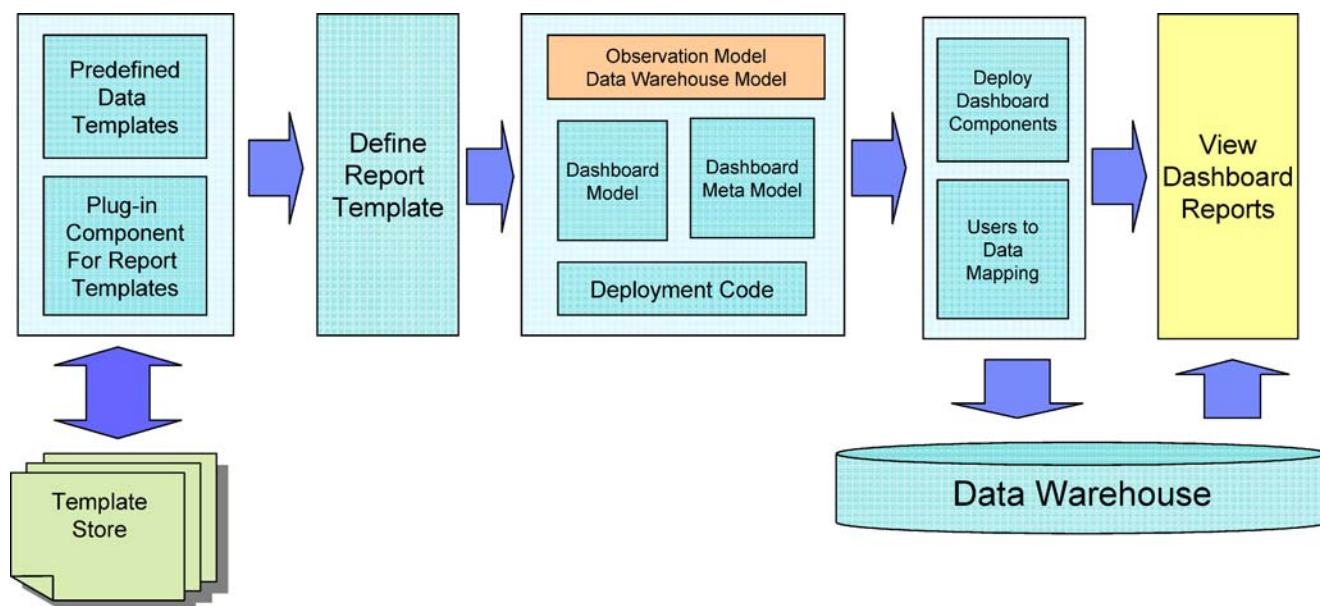 Predefined
Data
Templates
Plug-in
Component
For Report
Templates
Template
Store
Define
Report
Template
Observation Model
Data Warehouse Model
Dashboard
Model
Dashboard
Meta Model
Deployment Code
Deploy
Dashboard
Components
Users to
Data
Mapping
View
Dashboard
Reports
Data Warehouse